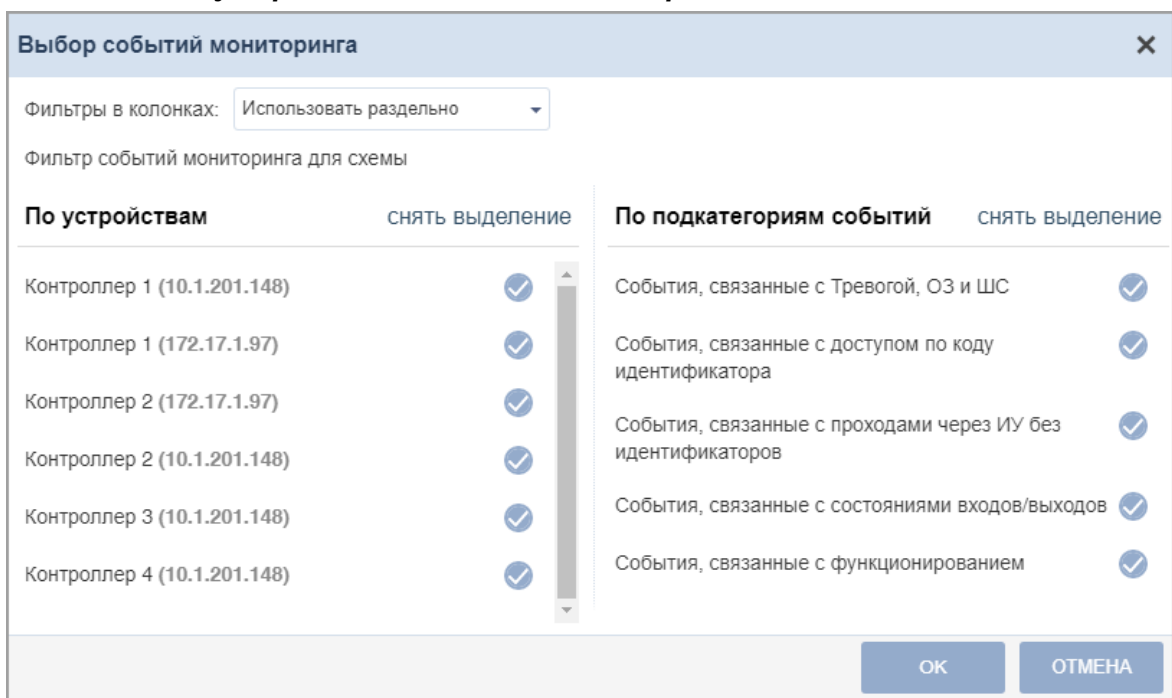 Выбор событий мониторинга
Фильтры в колонках: Использовать раздельно
Фильтр событий мониторинга для схемы
По устройствам снять выделение
Контроллер 1 (10.1.201.148)
Контроллер 1 (172.17.1.97)
Контроллер 2 (172.17.1.97)
Контроллер 2 (10.1.201.148)
Контроллер 3 (10.1.201.148)
Контроллер 4 (10.1.201.148)
По подкатегориям событий снять выделение
События, связанные с Тревогой, ОЗ и ШС
События, связанные с доступом по коду
идентификатора
События, связанные с проходами через ИУ без
идентификаторов
События, связанные с состояниями входов/выходов
События, связанные с функционированием
ОК
ОТМЕНА